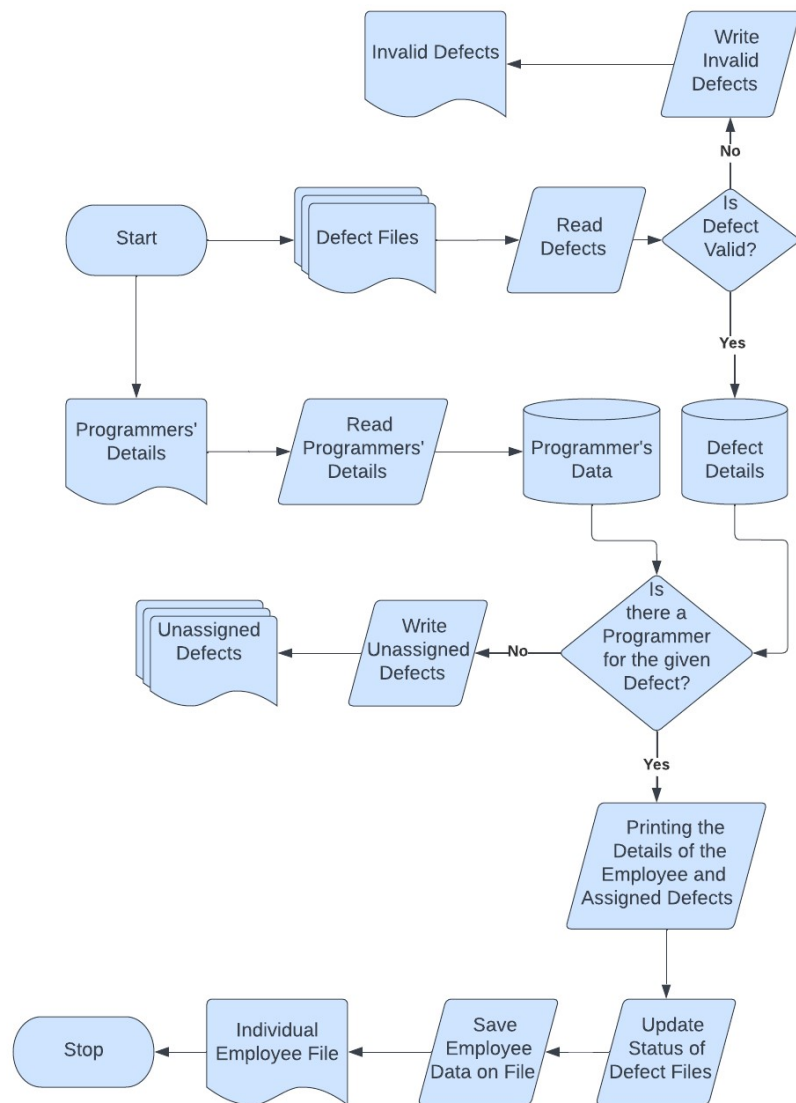 Invalid Defects
Write
Invalid
Defects
No
Start
Defect Files
Read
Defects
Is
Defect
Valid?
Yes
Programmers'
Details
Read
Programmers'
Details
Programmer's
Data
Defect
Details
Unassigned
Defects
Write
Unassigned
Defects
No
Is
there a
Programmer
for the given
Defect?
Yes
Printing the
Details of the
Employee and
Assigned Defects
Stop
Individual
Employee File
Save
Employee
Data on File
Update
Status of
Defect Files